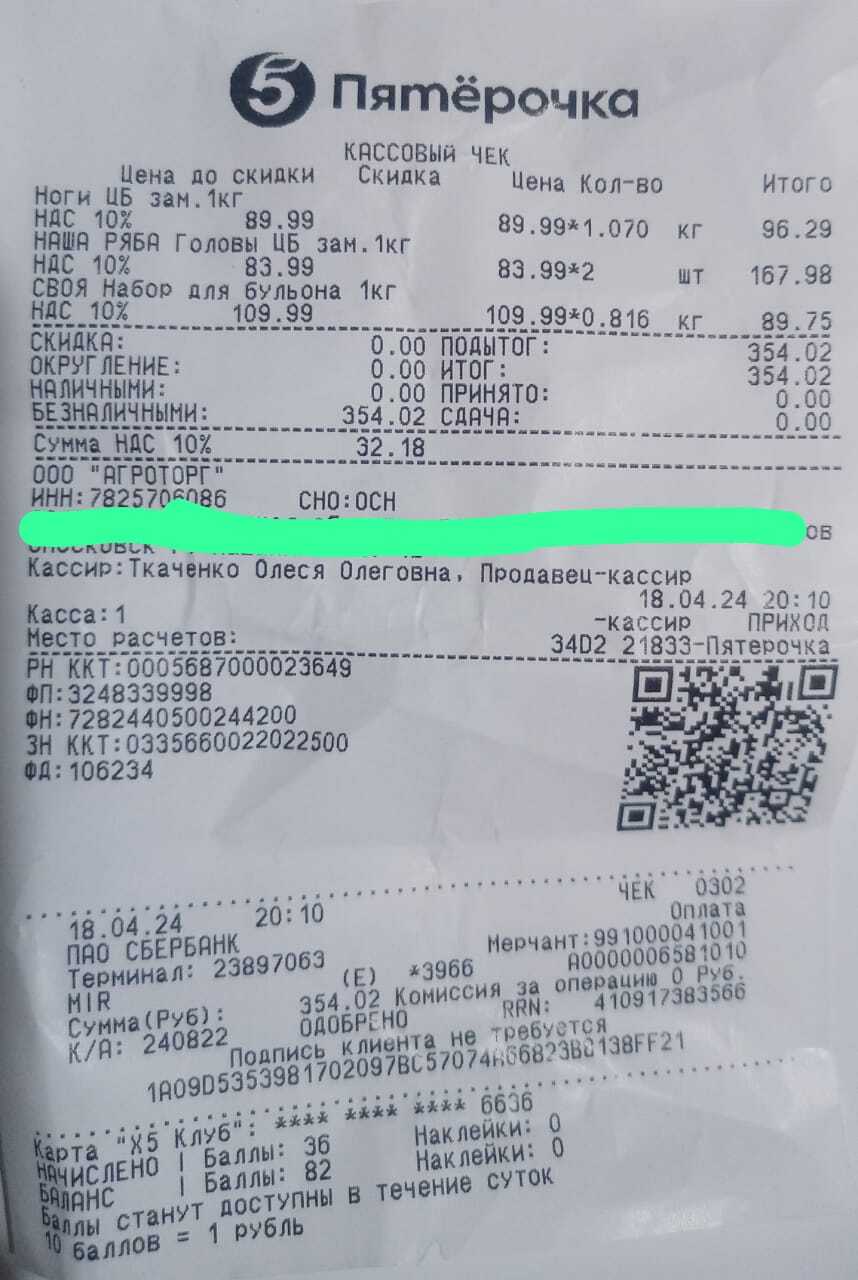 5 Пятёрочка
КАССОВЫЙ ЧЕК
Цена до скидки Скидка Цена Кол-во Итого
Ноги ЦБ зам.1кг
НДС 10% 89.99 89.99*1.070 кг 96.29
НАША РЯБА Головы ЦБ зам.1кг
НДС 10% 83.99 83.99*2 шт 167.98
СВОЯ Набор для бульона 1кг
НДС 10% 109.99 109.99*0.816 кг 89.75
СКИДКА: 0.00 ПОДЫТОГ: 354.02
ОКРУГЛЕНИЕ: 0.00 ИТОГ: 354.02
НАЛИЧНЫМИ: 0.00 ПРИНЯТО: 0.00
БЕЗНАЛИЧНЫМИ: 354.02 СДАЧА: 0.00
Сумма НДС 10% 32.18
ООО "АГРОТОРГ"
ИНН:7825706086 СНО:ОСН
ов
Кассир:Ткаченко Олеся Олеговна, Продавец-кассир
18.04.24 20:10
Касса:1 -кассир ПРИХОД
Место расчетов: 34D2 21833-Пятерочка
РН ККТ:0005687000023649
ФП:3248339998
ФН:7282440500244200
ЗН ККТ:0335660022022500
ФД:106234
ЧЕК 0302
18.04.24 20:10 Оплата
ПАО СБЕРБАНК Мерчант:991000041001
Терминал: 23897063 A0000006581010
MIR (E) *3966
Сумма(Руб): 354.02 Комиссия за операцию 0 Руб.
К/А: 240822 ОДОБРЕНО RRN: 410917383566
Подпись клиента не требуется
Карта "X5 Клуб": **** **** **** 6636
НАЧИСЛЕНО | Баллы: 36 Наклейки: 0
БАЛАНС | Баллы: 82 Наклейки: 0
Баллы станут доступны в течение суток
10 баллов = 1 рубль